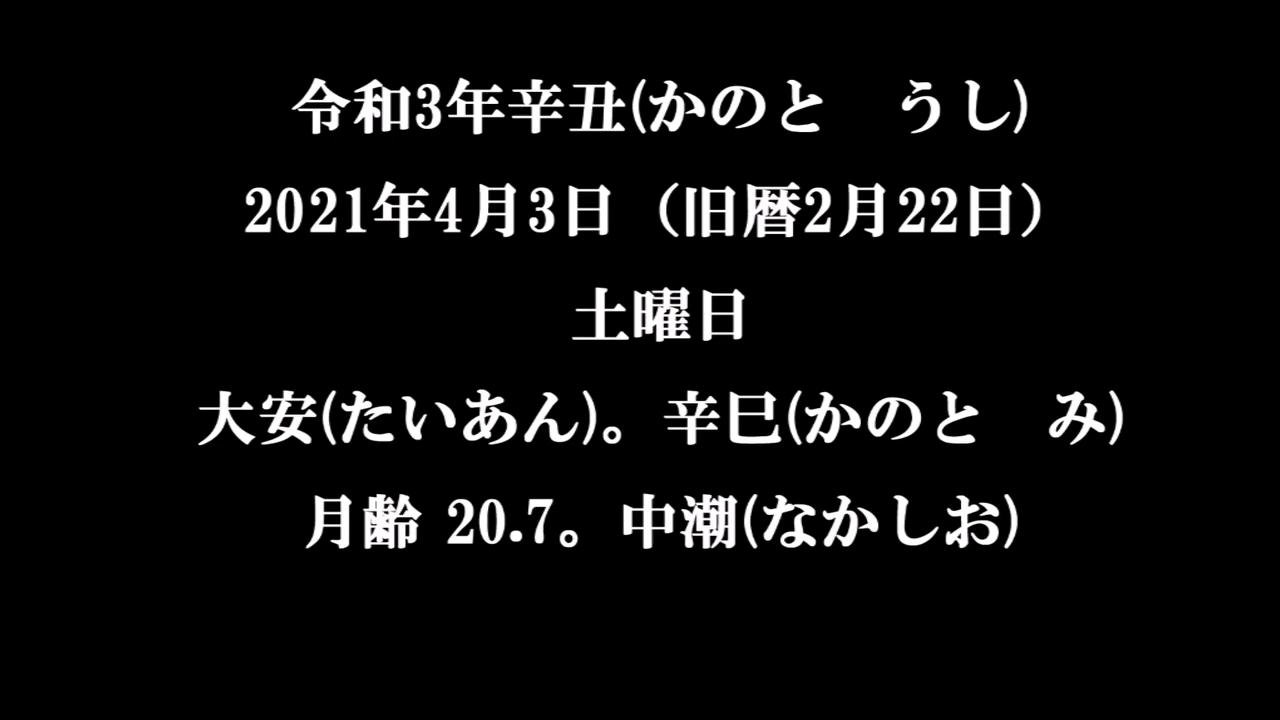 令和3年辛丑(かのと　うし)
2021年4月3日（旧暦2月22日）
土曜日
大安(たいあん)。辛巳(かのと　み)
月齢 20.7。中潮(なかしお)